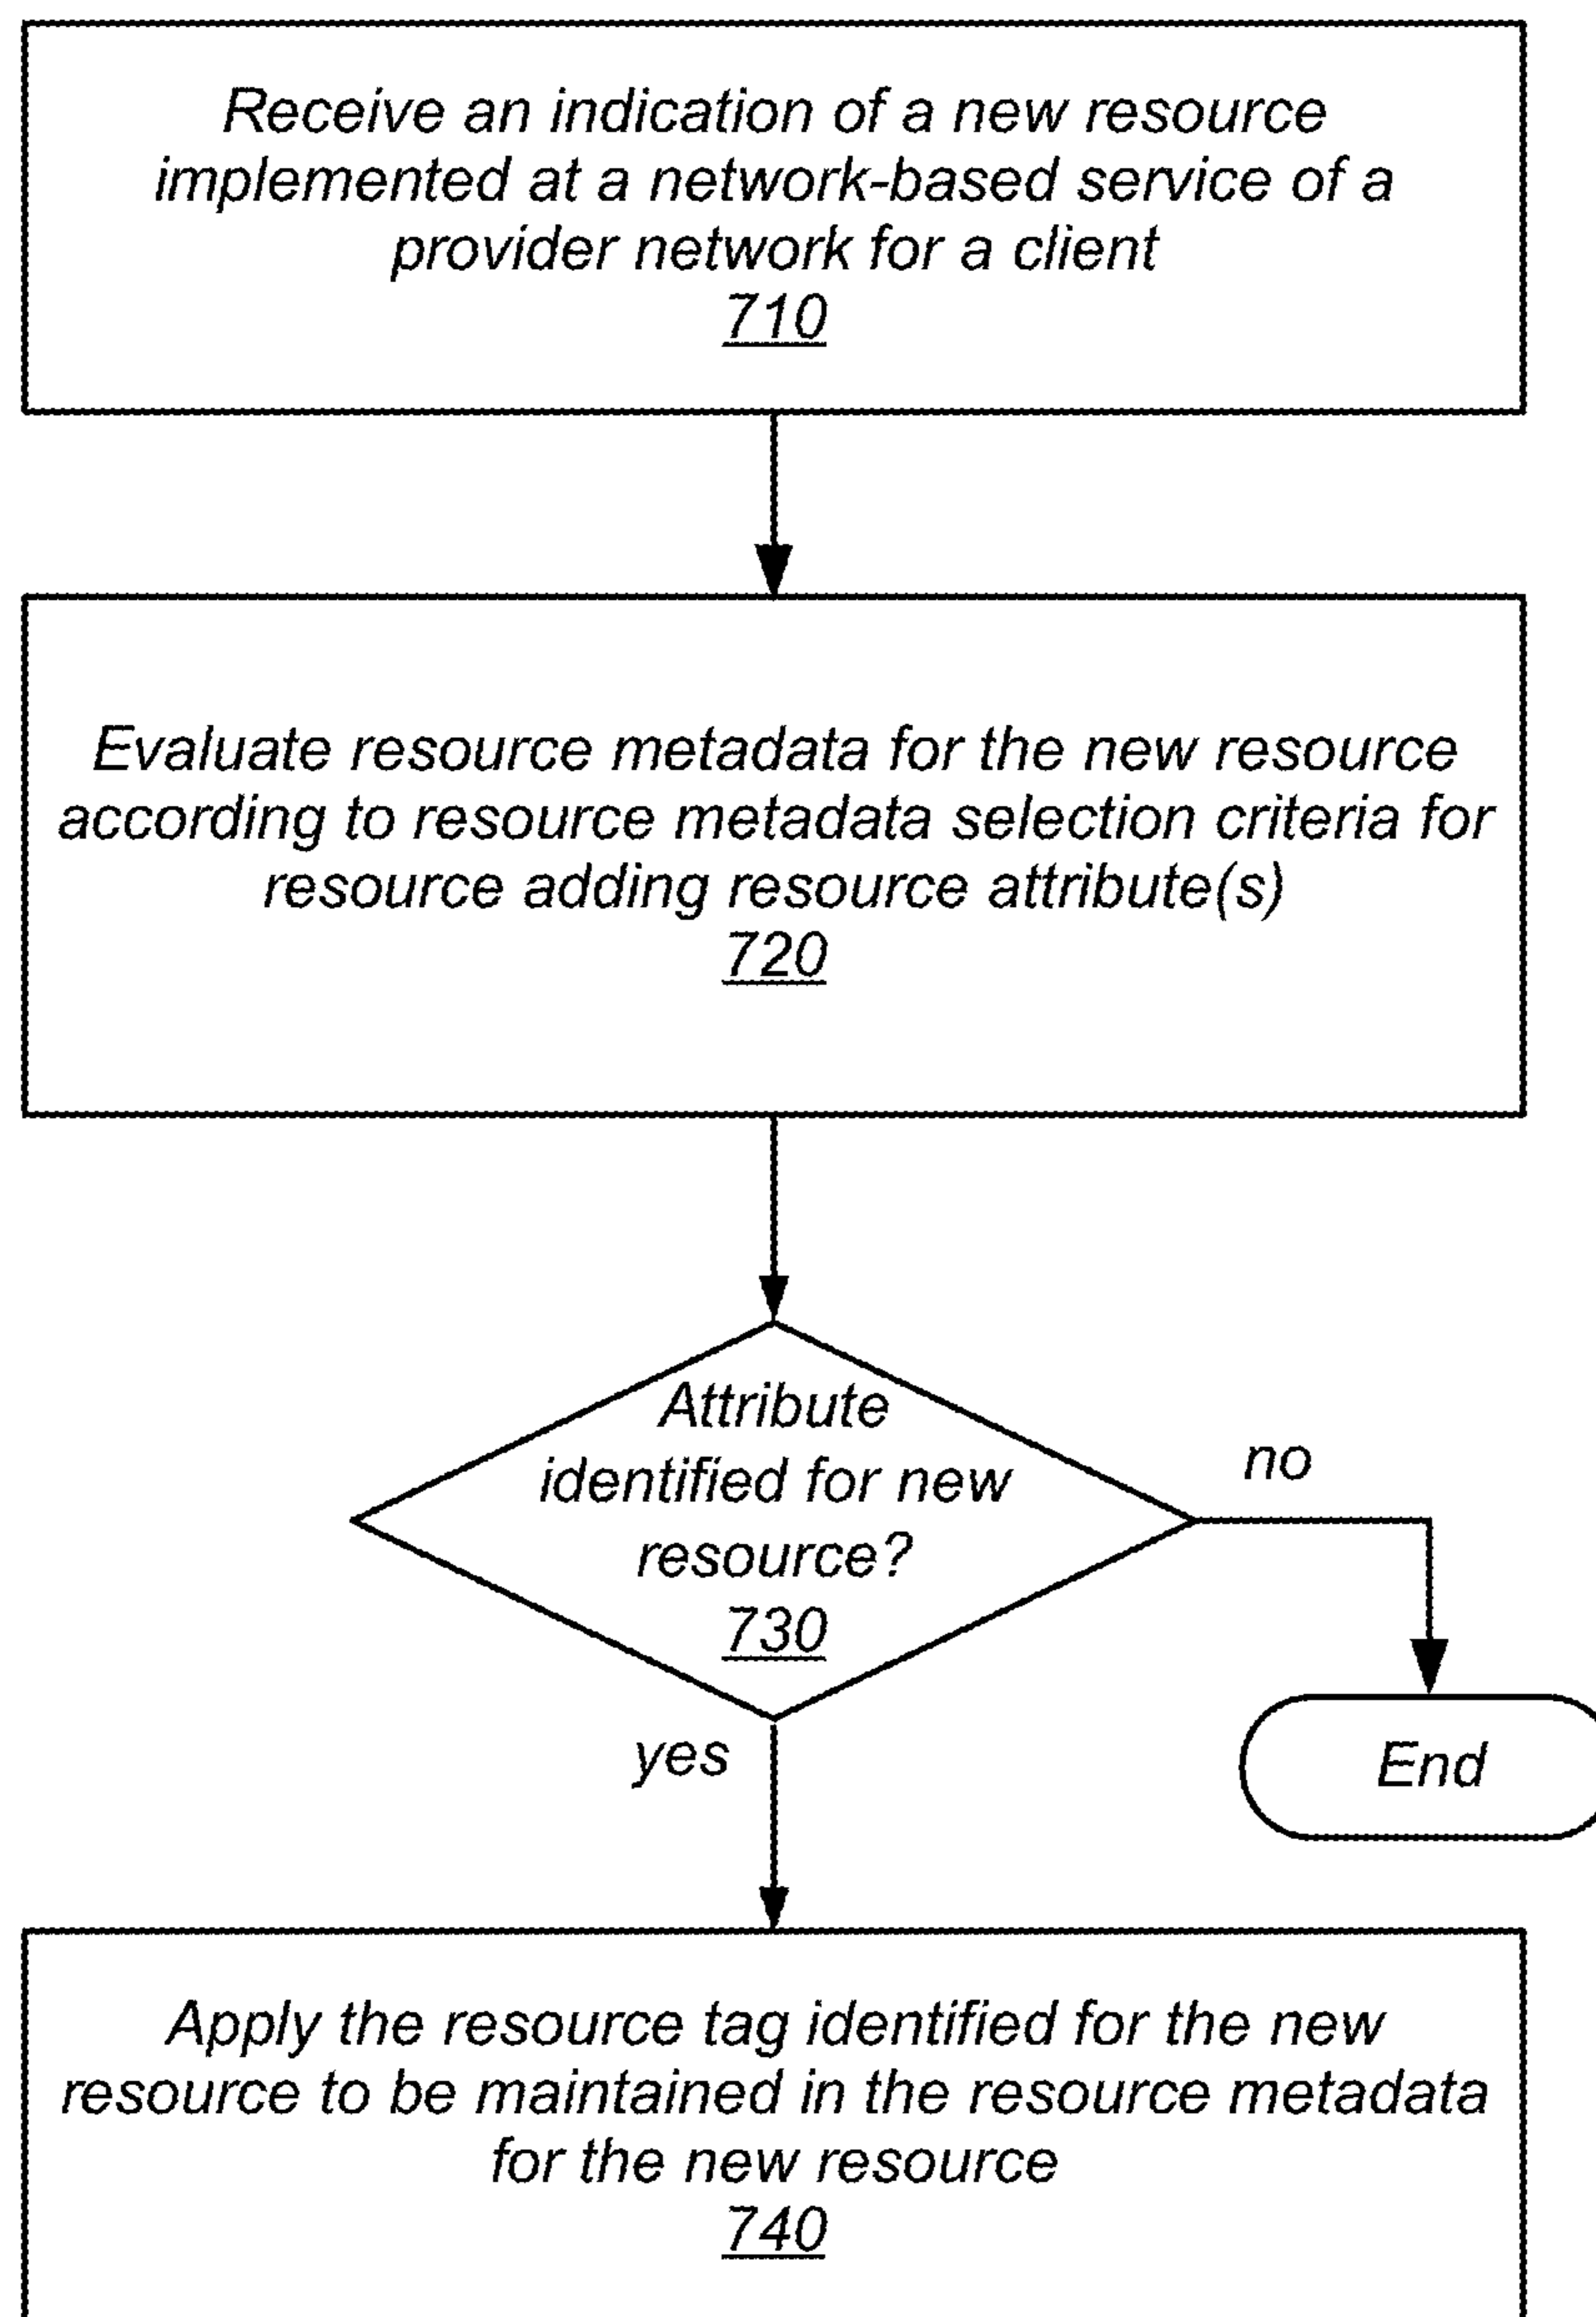 Receive an indication of a new resource
implemented at a network-based service of a
provider network for a client
710
Evaluate resource metadata for the new resource
according to resource metadata selection criteria for
resource adding resource attribute(s)
720
Attribute
identified for new
resource?
730
no
End
yes
Apply the resource tag identified for the new
resource to be maintained in the resource metadata
for the new resource
740